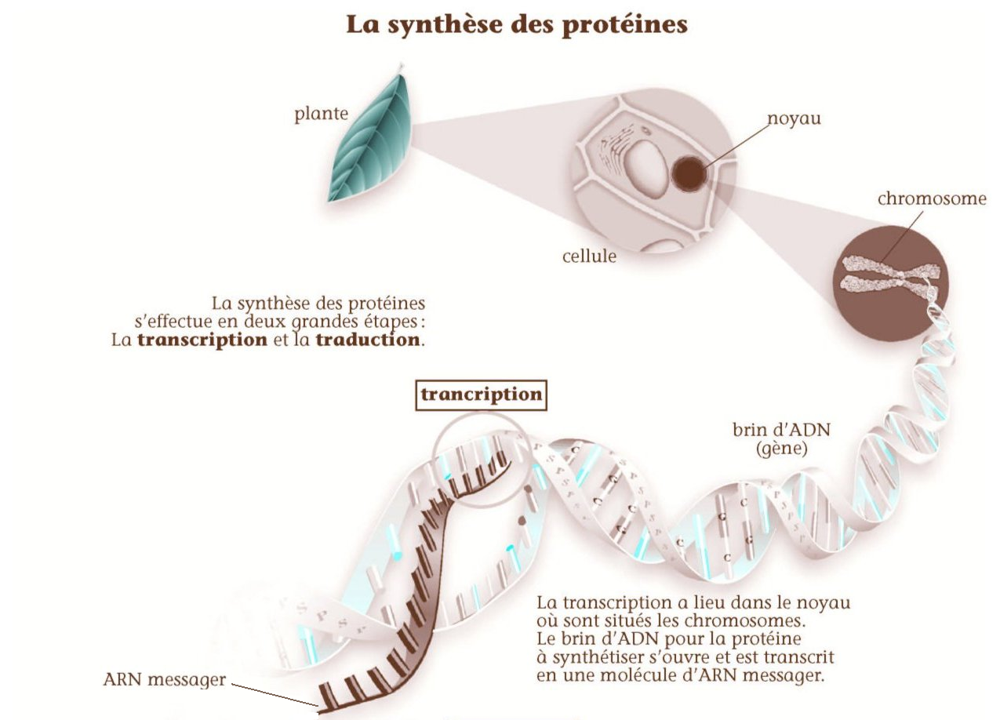 La synthèse des protéines
plante
noyau
chromosome
cellule
La synthèse des protéines
s'effectue en deux grandes étapes :
La transcription et la traduction.
trancription
brin d'ADN
(gène)
La transcription a lieu dans le noyau
où sont situés les chromosomes.
Le brin d'ADN pour la protéine
à synthétiser s'ouvre et est transcrit
en une molécule d'ARN messager.
ARN messager